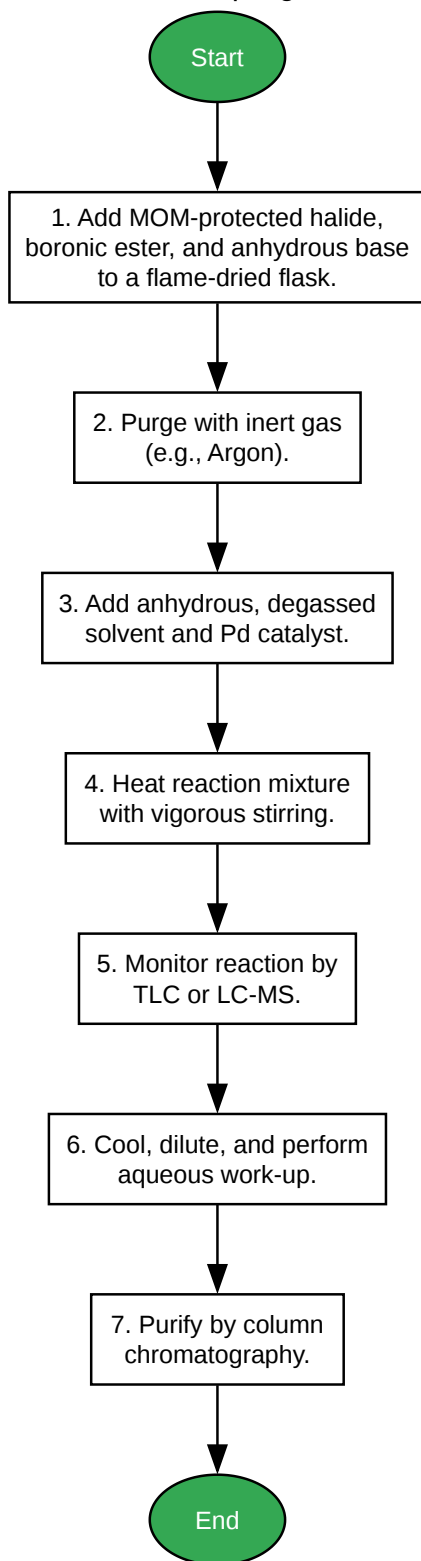 Start
1. Add MOM-protected halide,
boronic ester, and anhydrous base
to a flame-dried flask.
2. Purge with inert gas
(e.g., Argon).
3. Add anhydrous, degassed
solvent and Pd catalyst.
4. Heat reaction mixture
with vigorous stirring.
5. Monitor reaction by
TLC or LC-MS.
6. Cool, dilute, and perform
aqueous work-up.
7. Purify by column
chromatography.
End